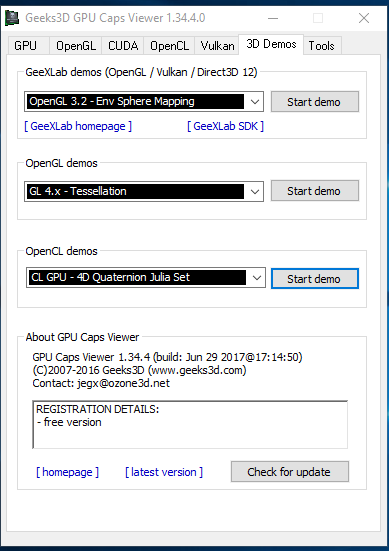 Geeks3D GPU Caps Viewer 1.34.4.0
GPU OpenGL CUDA OpenCL Vulkan 3D Demos Tools
GeeXLab demos (OpenGL / Vulkan / Direct3D 12)
OpenGL 3.2 - Env Sphere Mapping Start demo
[ GeeXLab homepage ] [ GeeXLab SDK ]
OpenGL demos
GL 4.x - Tessellation Start demo
OpenCL demos
CL GPU - 4D Quaternion Julia Set Start demo
About GPU Caps Viewer
GPU Caps Viewer 1.34.4 (build: Jun 29 2017@17:14:50)
(C)2007-2016 Geeks3D (www.geeks3d.com)
Contact: jegx@ozone3d.net
REGISTRATION DETAILS:
- free version
[ homepage ] [ latest version ] Check for update